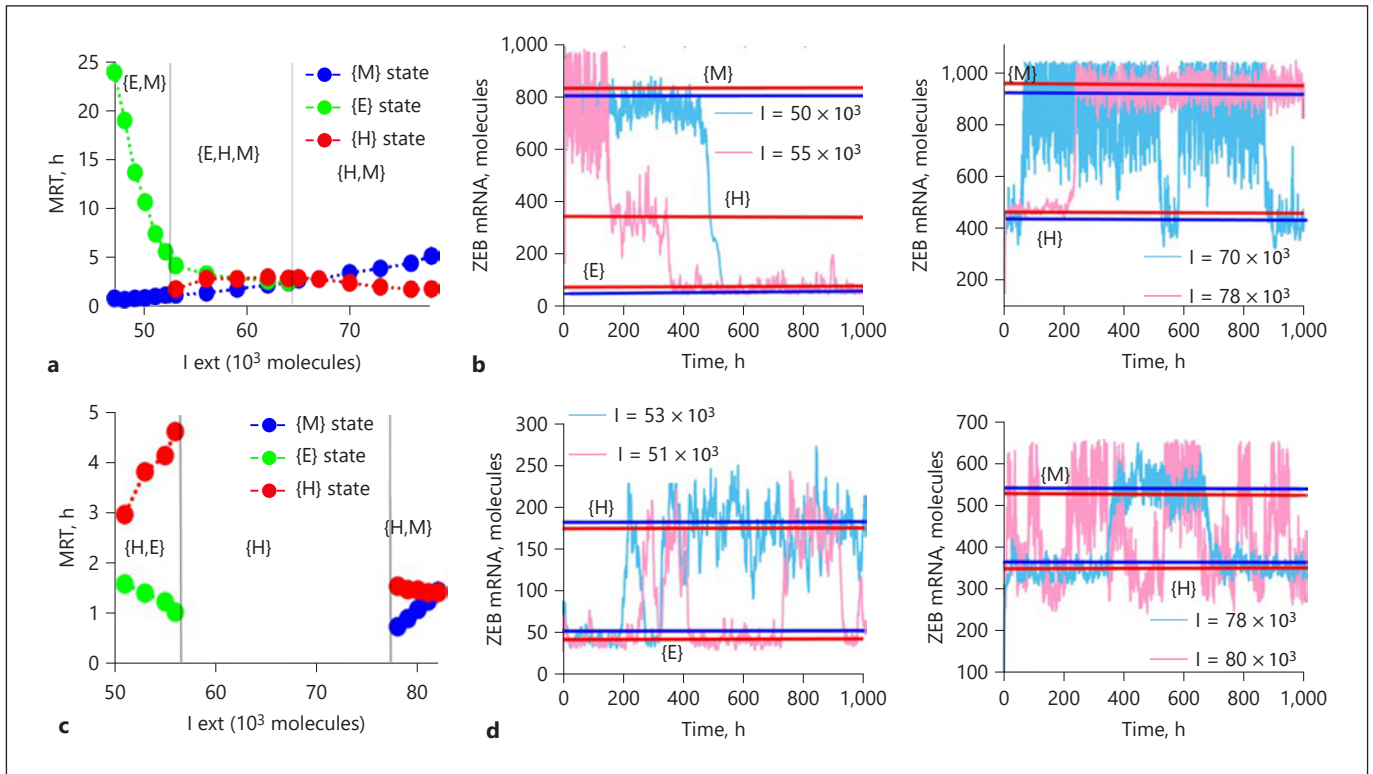 25
20
15
10
5
0
MRT, h
{E,M}
{E,H,M}
{H,M}
{M} state
{E} state
{H} state
50
60
70
I ext (10³ molecules)
a
1,000
800
600
400
200
0
ZEB mRNA, molecules
{M}
I = 50 × 10³
I = 55 × 10³
{H}
{E}
0
200
400
600
800
1,000
Time, h
b
1,000
800
600
400
200
ZEB mRNA, molecules
{M}
{H}
I = 70 × 10³
I = 78 × 10³
0
200
400
600
800
1,000
Time, h
5
4
3
2
1
0
MRT, h
{M} state
{E} state
{H} state
{H,E}
{H}
{H,M}
50
60
70
80
I ext (10³ molecules)
c
I = 53 × 10³
I = 51 × 10³
300
250
200
150
100
50
0
ZEB mRNA, molecules
{H}
{E}
0
200
400
600
800
1,000
Time, h
d
700
600
500
400
300
200
100
ZEB mRNA, molecules
{M}
{H}
I = 78 × 10³
I = 80 × 10³
0
200
400
600
800
1,000
Time, h